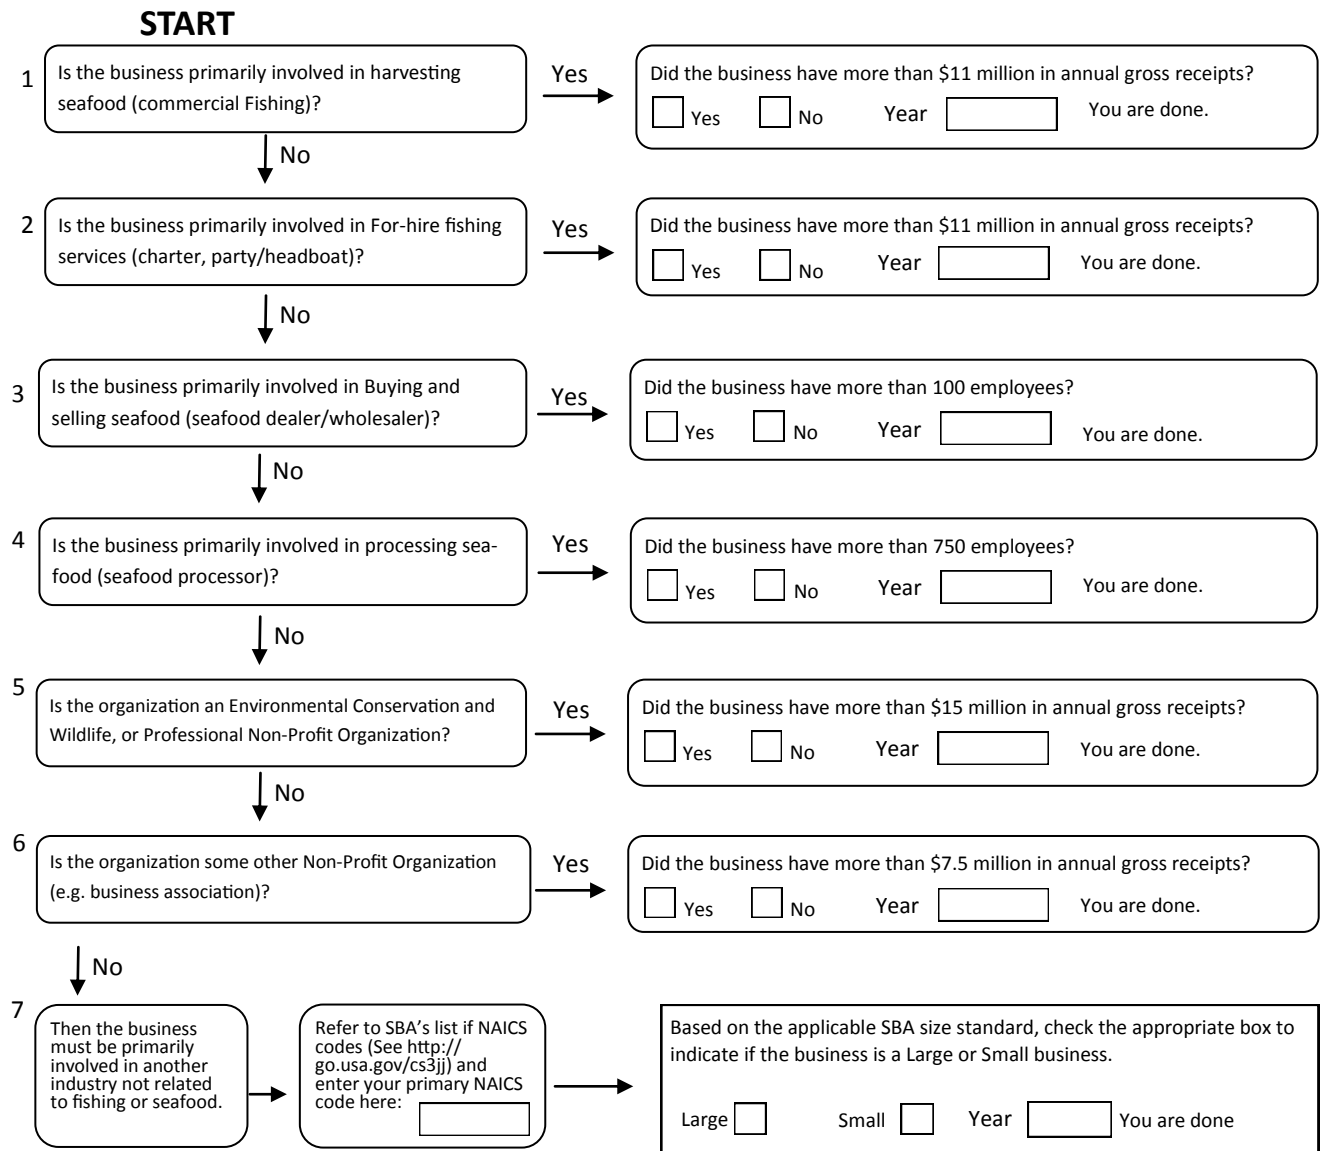 START
1
Is the business primarily involved in harvesting
seafood (commercial Fishing)?
Yes
Did the business have more than $11 million in annual gross receipts?
Yes No Year You are done.
No
2
Is the business primarily involved in For-hire fishing
services (charter, party/headboat)?
Yes
Did the business have more than $11 million in annual gross receipts?
Yes No Year You are done.
No
3
Is the business primarily involved in Buying and
selling seafood (seafood dealer/wholesaler)?
Yes
Did the business have more than 100 employees?
Yes No Year You are done.
No
4
Is the business primarily involved in processing sea-
food (seafood processor)?
Yes
Did the business have more than 750 employees?
Yes No Year You are done.
No
5
Is the organization an Environmental Conservation and
Wildlife, or Professional Non-Profit Organization?
Yes
Did the business have more than $15 million in annual gross receipts?
Yes No Year You are done.
No
6
Is the organization some other Non-Profit Organization
(e.g. business association)?
Yes
Did the business have more than $7.5 million in annual gross receipts?
Yes No Year You are done.
No
7
Then the business
must be primarily
involved in another
industry not related
to fishing or seafood.
Refer to SBA's list if NAICS
codes (See http://
go.usa.gov/cs3jj) and
enter your primary NAICS
code here:
Based on the applicable SBA size standard, check the appropriate box to
indicate if the business is a Large or Small business.
Large Small Year You are done